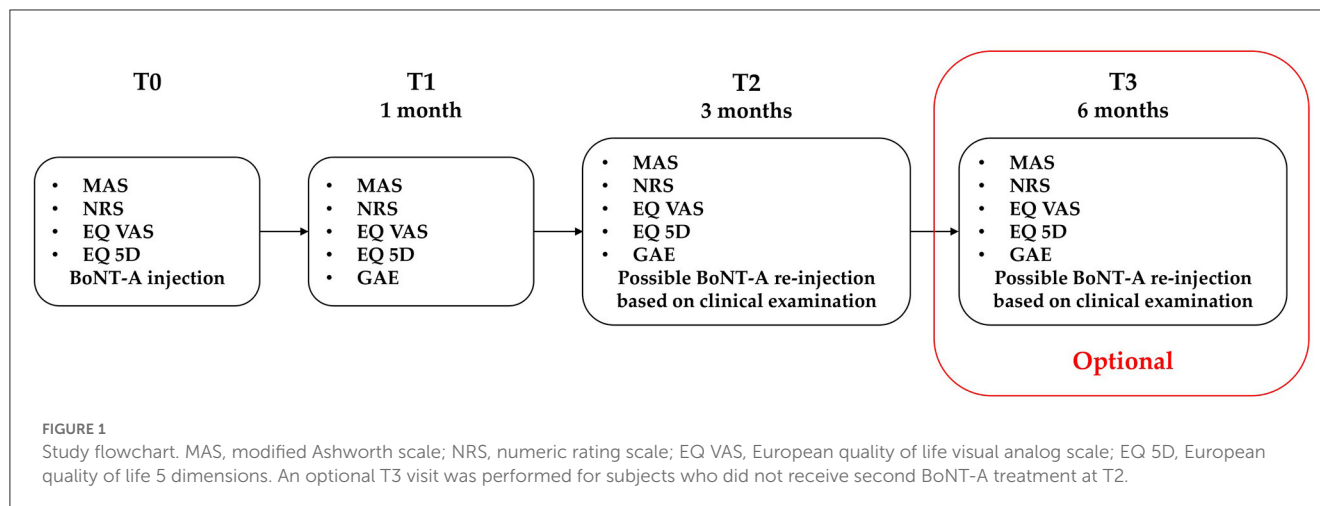 T0
T1
1 month
T2
3 months
T3
6 months
• MAS
• NRS
• EQ VAS
• EQ 5D
BoNT-A injection
• MAS
• NRS
• EQ VAS
• EQ 5D
• GAE
• MAS
• NRS
• EQ VAS
• EQ 5D
• GAE
Possible BoNT-A re-injection
based on clinical examination
• MAS
• NRS
• EQ VAS
• EQ 5D
• GAE
Possible BoNT-A re-injection
based on clinical examination
Optional
FIGURE 1
Study flowchart. MAS, modified Ashworth scale; NRS, numeric rating scale; EQ VAS, European quality of life visual analog scale; EQ 5D, European
quality of life 5 dimensions. An optional T3 visit was performed for subjects who did not receive second BoNT-A treatment at T2.